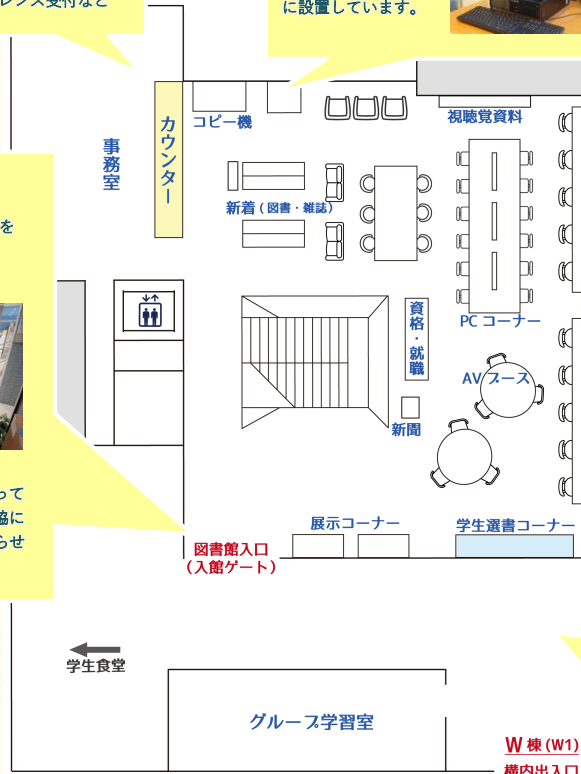 レンス受付など
に設置しています。
コピー機
視聴覚資料
カウンター
事務室
を
新着（図書・雑誌）
資格・就職
PC コーナー
AV ブース
新聞
って
協に
らせ
展示コーナー
学生選書コーナー
図書館入口
（入館ゲート）
学生食堂
グループ学習室
W 棟 (W1)
構内出入口